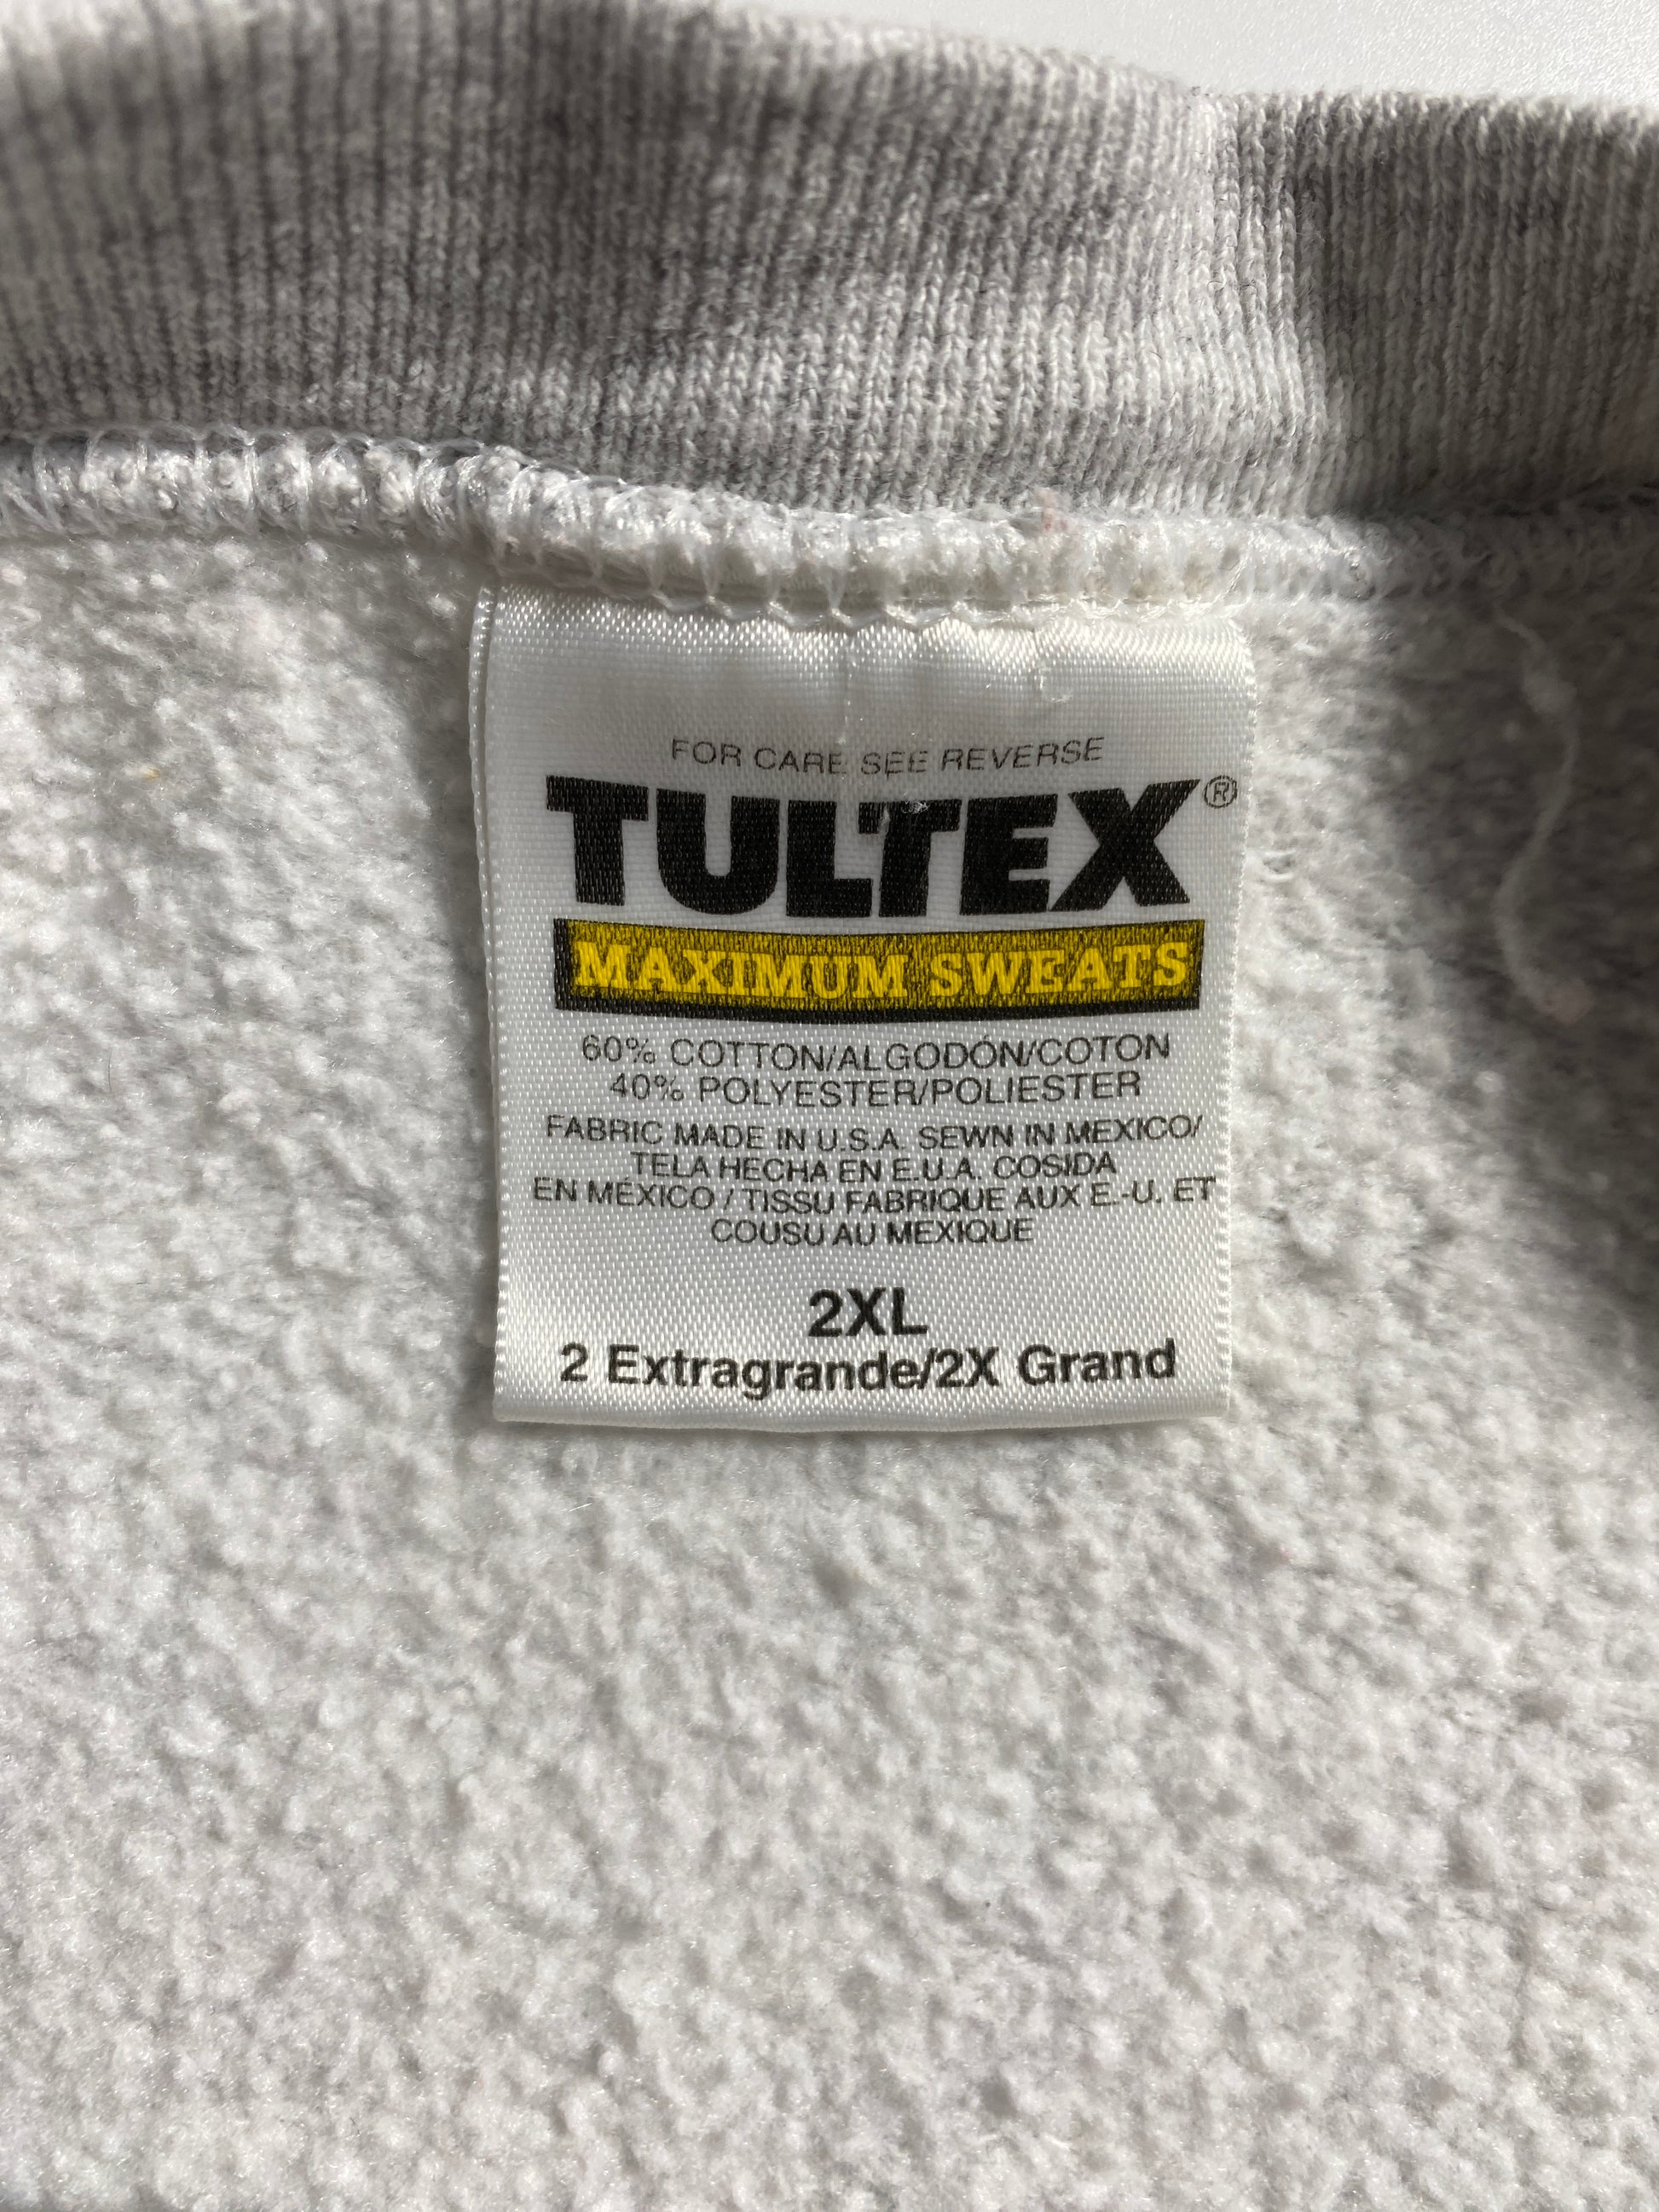 FOR CARE SEE REVERSE
TULTEX®
MAXIMUM SWEATS
60% COTTON/ALGODÓN/COTON
40% POLYESTER/POLIESTER
FABRIC MADE IN U.S.A. SEWN IN MEXICO/
TELA HECHA EN E.U.A. COSIDA
EN MÉXICO / TISSU FABRIQUE AUX E.-U. ET
COUSU AU MEXIQUE
2XL
2 Extragrande/2X Grand